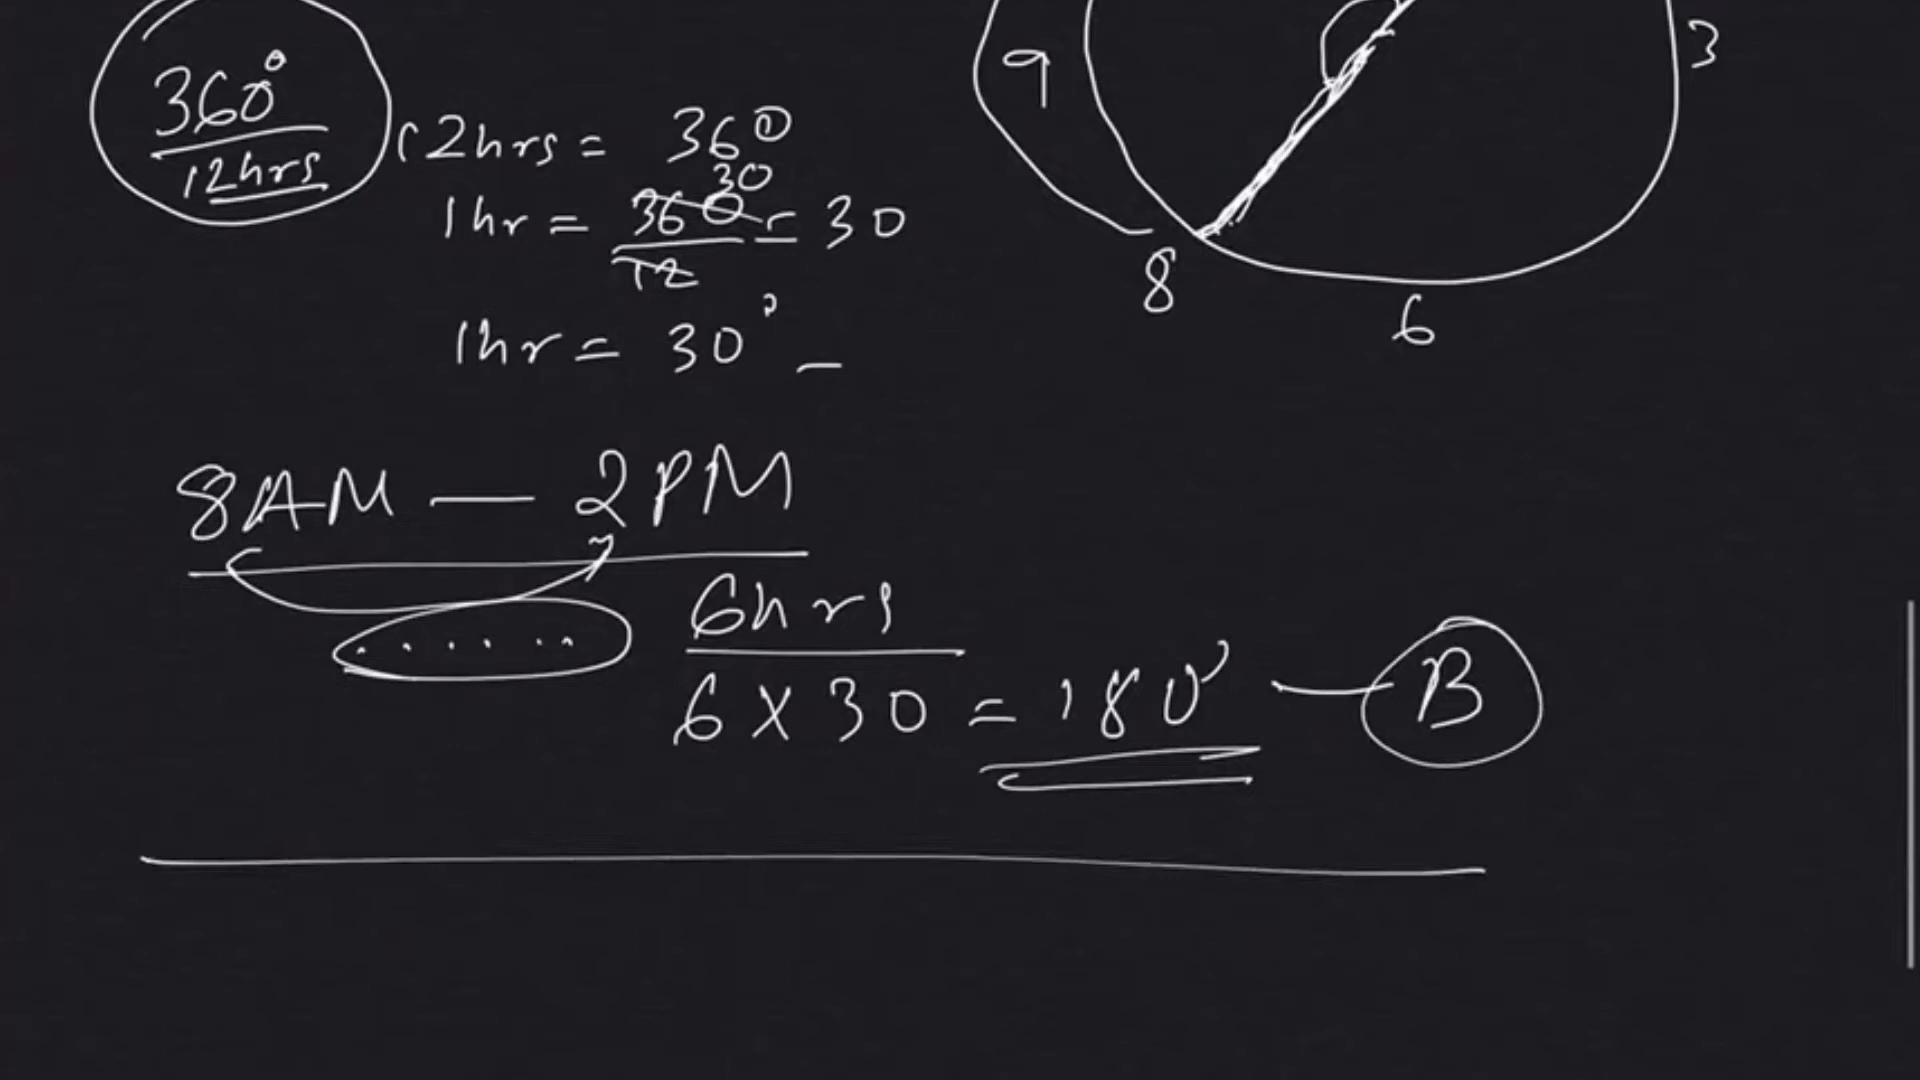 360°
12hrs
12hrs = 360
30
1hr = 360 = 30
12
1hr = 30°
9
3
8
6
8AM — 2PM
6hrs
6 X 30 = 180° — B